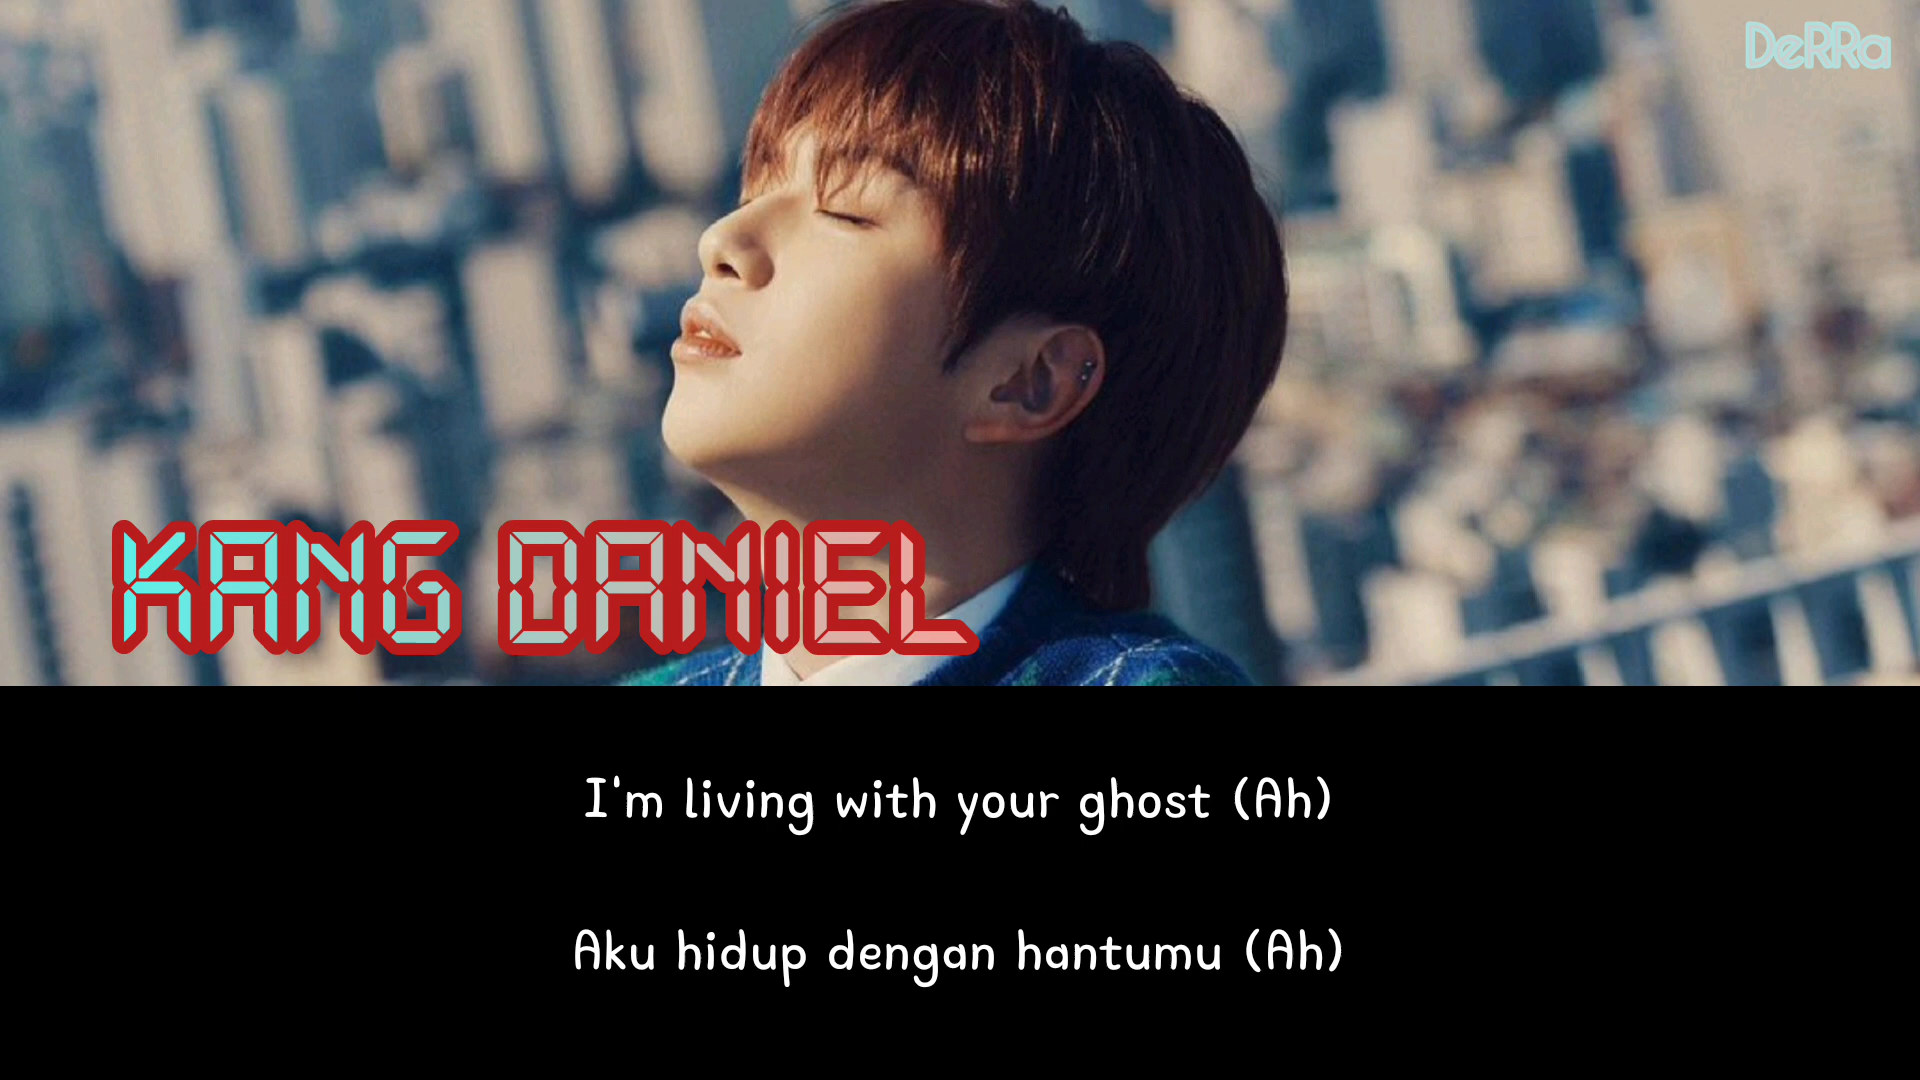 DeRRa
KANG DANIEL
I'm living with your ghost (Ah)
Aku hidup dengan hantumu (Ah)